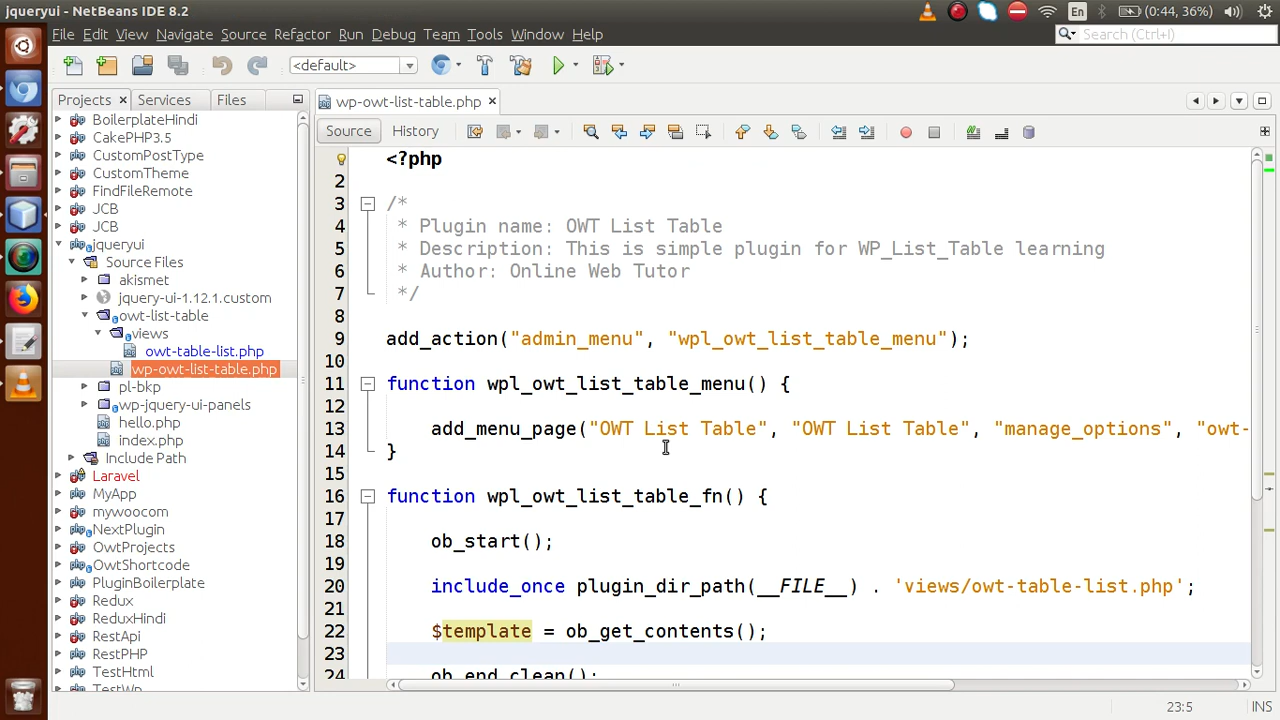 jqueryui - NetBeans IDE 8.2
En
(0:44, 36%)
File Edit View Navigate Source Refactor Run Debug Team Tools Window Help
Search (Ctrl+I)
<default>
Projects Services Files
wp-owt-list-table.php
Source History
BoilerplateHindi
CakePHP3.5
CustomPostType
CustomTheme
FindFileRemote
JCB
JCB
jqueryui
Source Files
akismet
jquery-ui-1.12.1.custom
owt-list-table
views
owt-table-list.php
wp-owt-list-table.php
pl-bkp
wp-jquery-ui-panels
hello.php
index.php
Include Path
Laravel
MyApp
mywoocom
NextPlugin
OwtProjects
OwtShortcode
PluginBoilerplate
Redux
ReduxHindi
RestApi
RestPHP
TestHtml
TestWp
<?php
2
3 /*
4 * Plugin name: OWT List Table
5 * Description: This is simple plugin for WP_List_Table learning
6 * Author: Online Web Tutor
7 */
8
9 add_action("admin_menu", "wpl_owt_list_table_menu");
10
11 function wpl_owt_list_table_menu() {
12
13 add_menu_page("OWT List Table", "OWT List Table", "manage_options", "owt-
14 }
15
16 function wpl_owt_list_table_fn() {
17
18 ob_start();
19
20 include_once plugin_dir_path(__FILE__) . 'views/owt-table-list.php';
21
22 $template = ob_get_contents();
23
24 ob_end_clean();
23:5 INS